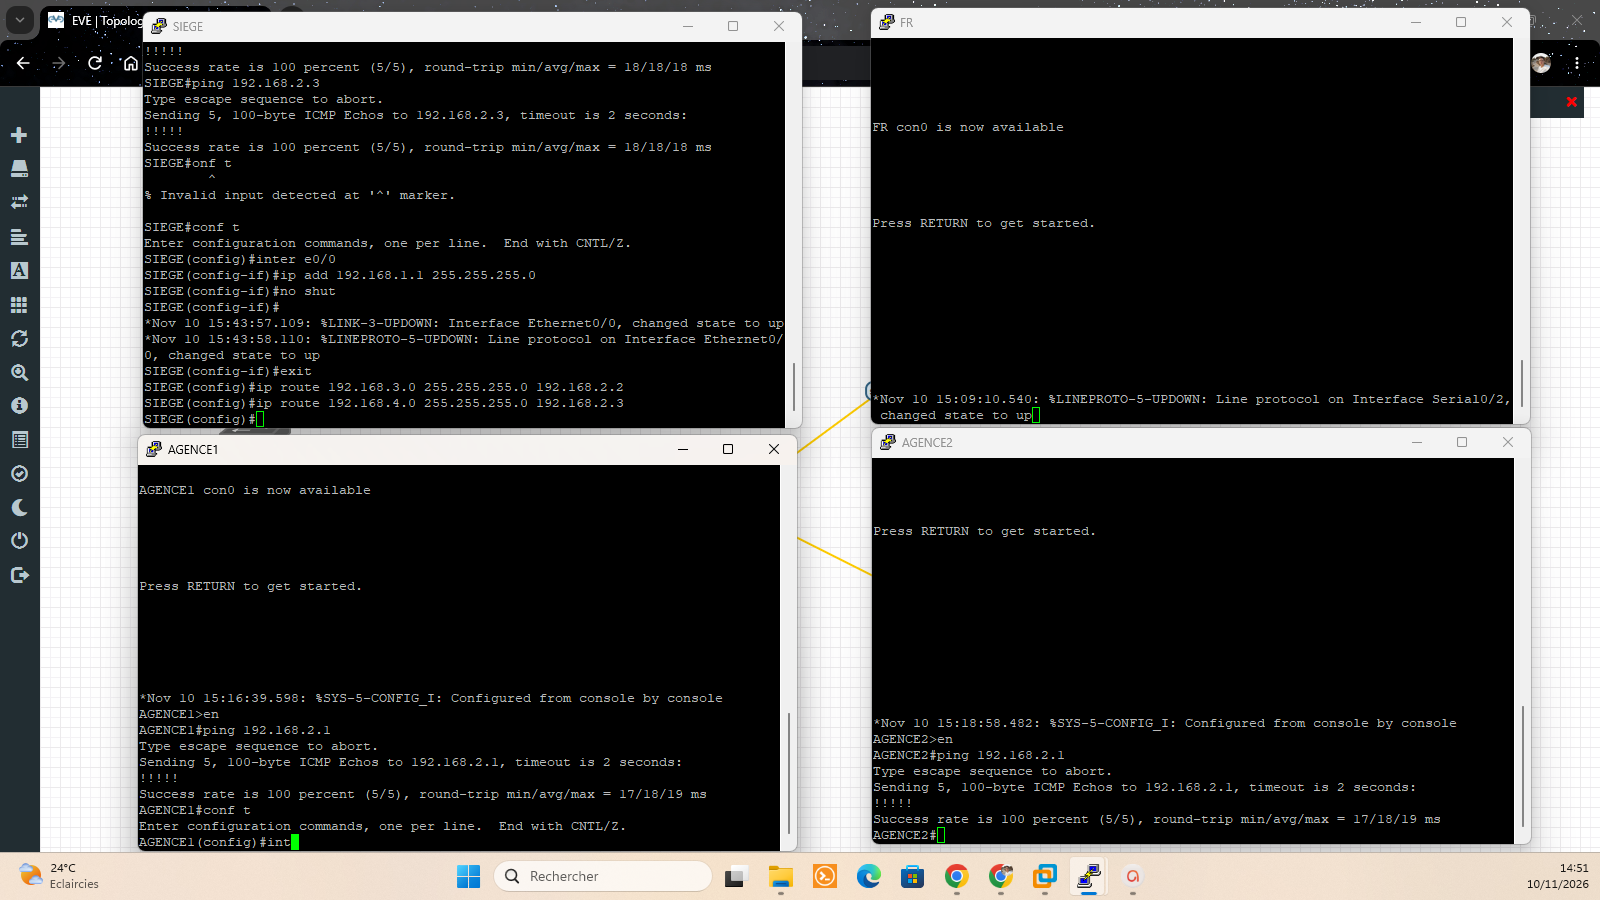 EVE | Topolog
SIEGE
!!!!!
Success rate is 100 percent (5/5), round-trip min/avg/max = 18/18/18 ms
SIEGE#ping 192.168.2.3
Type escape sequence to abort.
Sending 5, 100-byte ICMP Echos to 192.168.2.3, timeout is 2 seconds:
!!!!!
Success rate is 100 percent (5/5), round-trip min/avg/max = 18/18/18 ms
SIEGE#onf t
^
% Invalid input detected at '^' marker.
SIEGE#conf t
Enter configuration commands, one per line.  End with CNTL/Z.
SIEGE(config)#inter e0/0
SIEGE(config-if)#ip add 192.168.1.1 255.255.255.0
SIEGE(config-if)#no shut
SIEGE(config-if)#
*Nov 10 15:43:57.109: %LINK-3-UPDOWN: Interface Ethernet0/0, changed state to up
*Nov 10 15:43:58.110: %LINEPROTO-5-UPDOWN: Line protocol on Interface Ethernet0/
0, changed state to up
SIEGE(config-if)#exit
SIEGE(config)#ip route 192.168.3.0 255.255.255.0 192.168.2.2
SIEGE(config)#ip route 192.168.4.0 255.255.255.0 192.168.2.3
SIEGE(config)#
FR
FR con0 is now available
Press RETURN to get started.
*Nov 10 15:09:10.540: %LINEPROTO-5-UPDOWN: Line protocol on Interface Serial0/2,
changed state to up
AGENCE1
AGENCE1 con0 is now available
Press RETURN to get started.
*Nov 10 15:16:39.598: %SYS-5-CONFIG_I: Configured from console by console
AGENCE1>en
AGENCE1#ping 192.168.2.1
Type escape sequence to abort.
Sending 5, 100-byte ICMP Echos to 192.168.2.1, timeout is 2 seconds:
!!!!!
Success rate is 100 percent (5/5), round-trip min/avg/max = 17/18/19 ms
AGENCE1#conf t
Enter configuration commands, one per line.  End with CNTL/Z.
AGENCE1(config)#int
AGENCE2
Press RETURN to get started.
*Nov 10 15:18:58.482: %SYS-5-CONFIG_I: Configured from console by console
AGENCE2>en
AGENCE2#ping 192.168.2.1
Type escape sequence to abort.
Sending 5, 100-byte ICMP Echos to 192.168.2.1, timeout is 2 seconds:
!!!!!
Success rate is 100 percent (5/5), round-trip min/avg/max = 17/18/19 ms
AGENCE2#
24°C
Eclaircies
Rechercher
14:51
10/11/2026